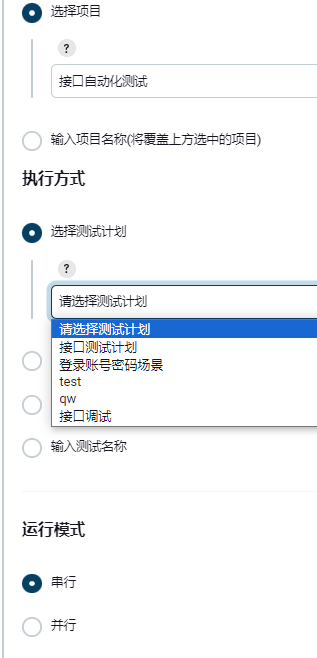 选择项目
?
接口自动化测试
输入项目名称(将覆盖上方选中的项目)
执行方式
选择测试计划
?
请选择测试计划
请选择测试计划
接口测试计划
登录账号密码场景
test
qw
接口调试
输入测试名称
运行模式
串行
并行